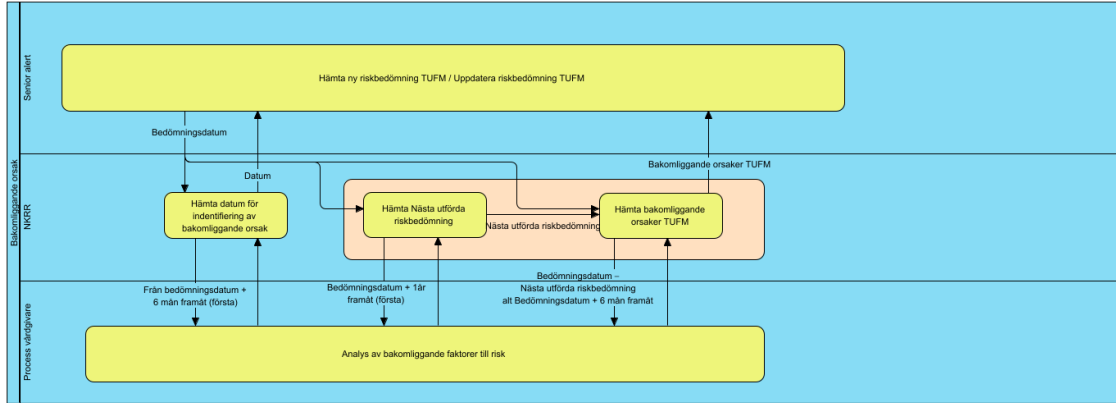 Bakomliggande orsak
Senior alert
Hämta ny riskbedömning TUFM / Uppdatera riskbedömning TUFM
Bedömningsdatum
Datum
Bakomliggande orsaker TUFM
NKRR
Hämta datum för
indentifiering av
bakomliggande orsak
Hämta Nästa utförda
riskbedömning
Nästa utförda riskbedömning
Hämta bakomliggande
orsaker TUFM
Från bedömningsdatum +
6 mån framåt (första)
Bedömningsdatum + 1år
framåt (första)
Bedömningsdatum –
Nästa utförda riskbedömning
alt Bedömningsdatum + 6 mån framåt
Process vårdgivare
Analys av bakomliggande faktorer till risk